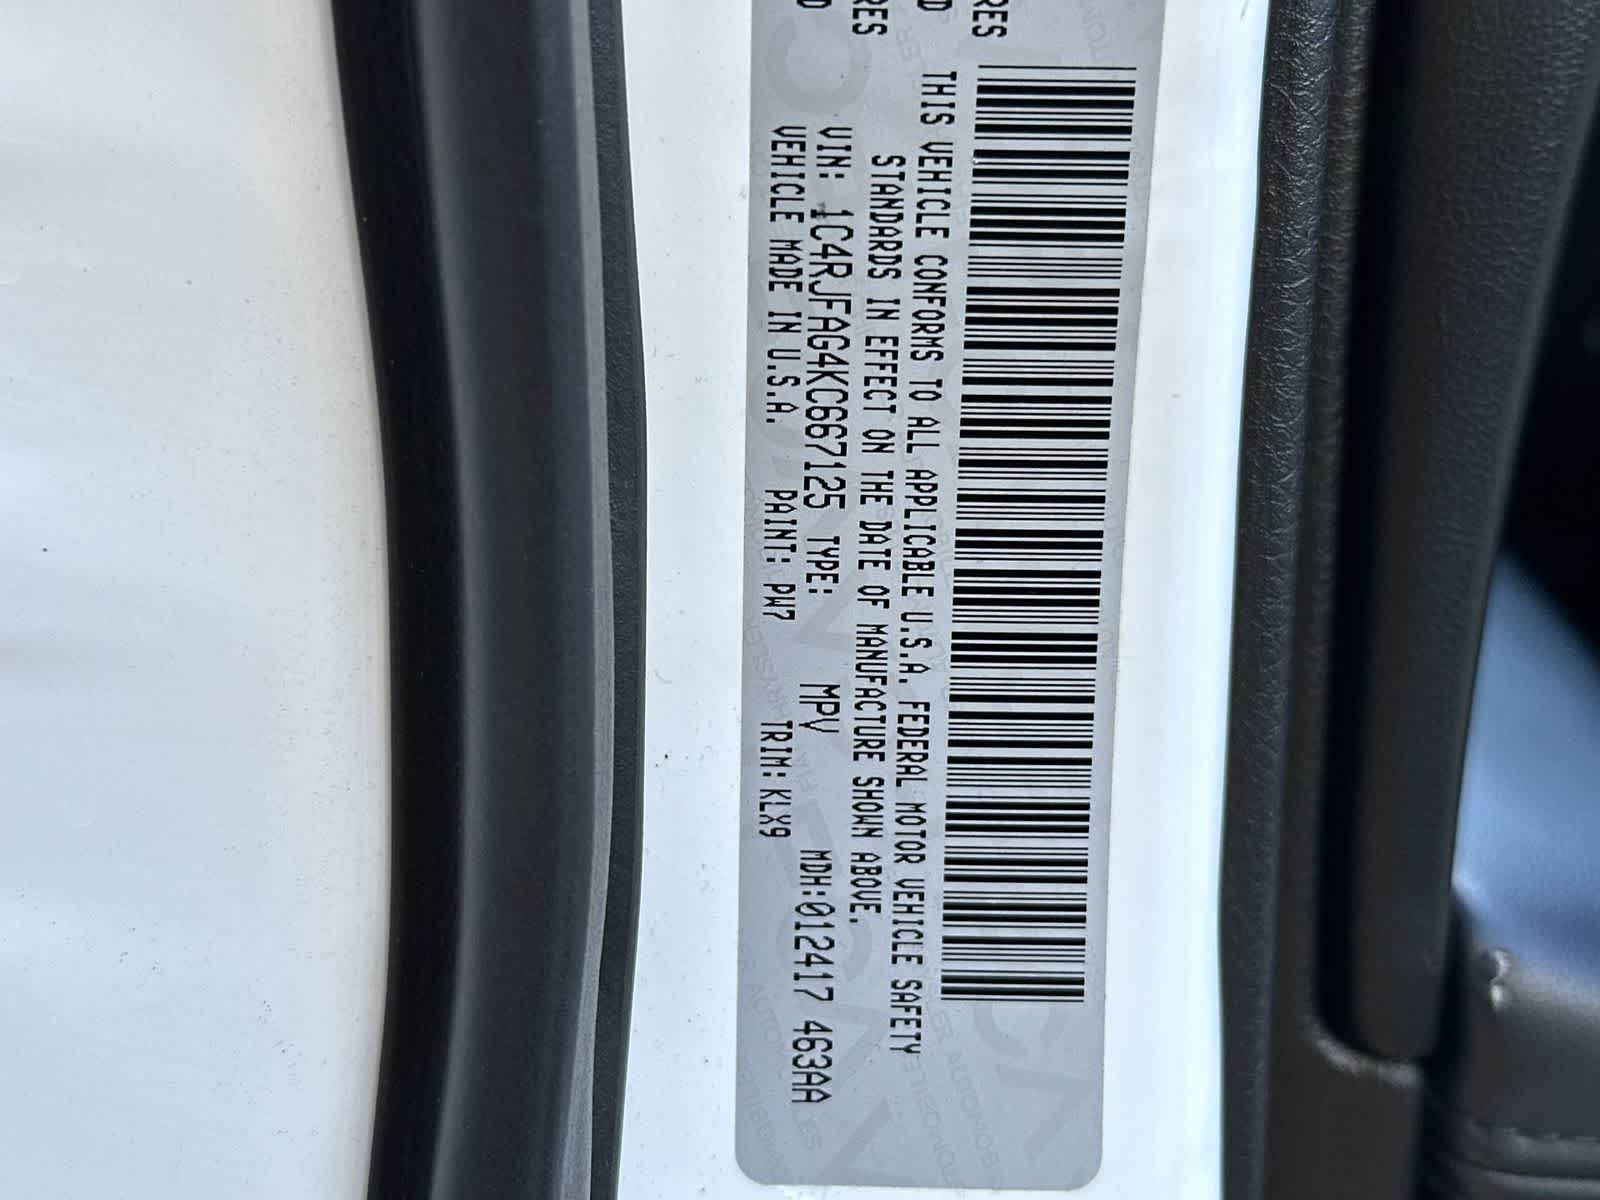 RES
D
RES
D
THIS VEHICLE CONFORMS TO ALL APPLICABLE U.S.A. FEDERAL MOTOR VEHICLE SAFETY
STANDARDS IN EFFECT ON THE DATE OF MANUFACTURE SHOWN ABOVE.
VIN: 1C4RJFAG4KC667125 TYPE: MPV MDH:012417 463AA
VEHICLE MADE IN U.S.A. PAINT: PW7 TRIM: KLX9